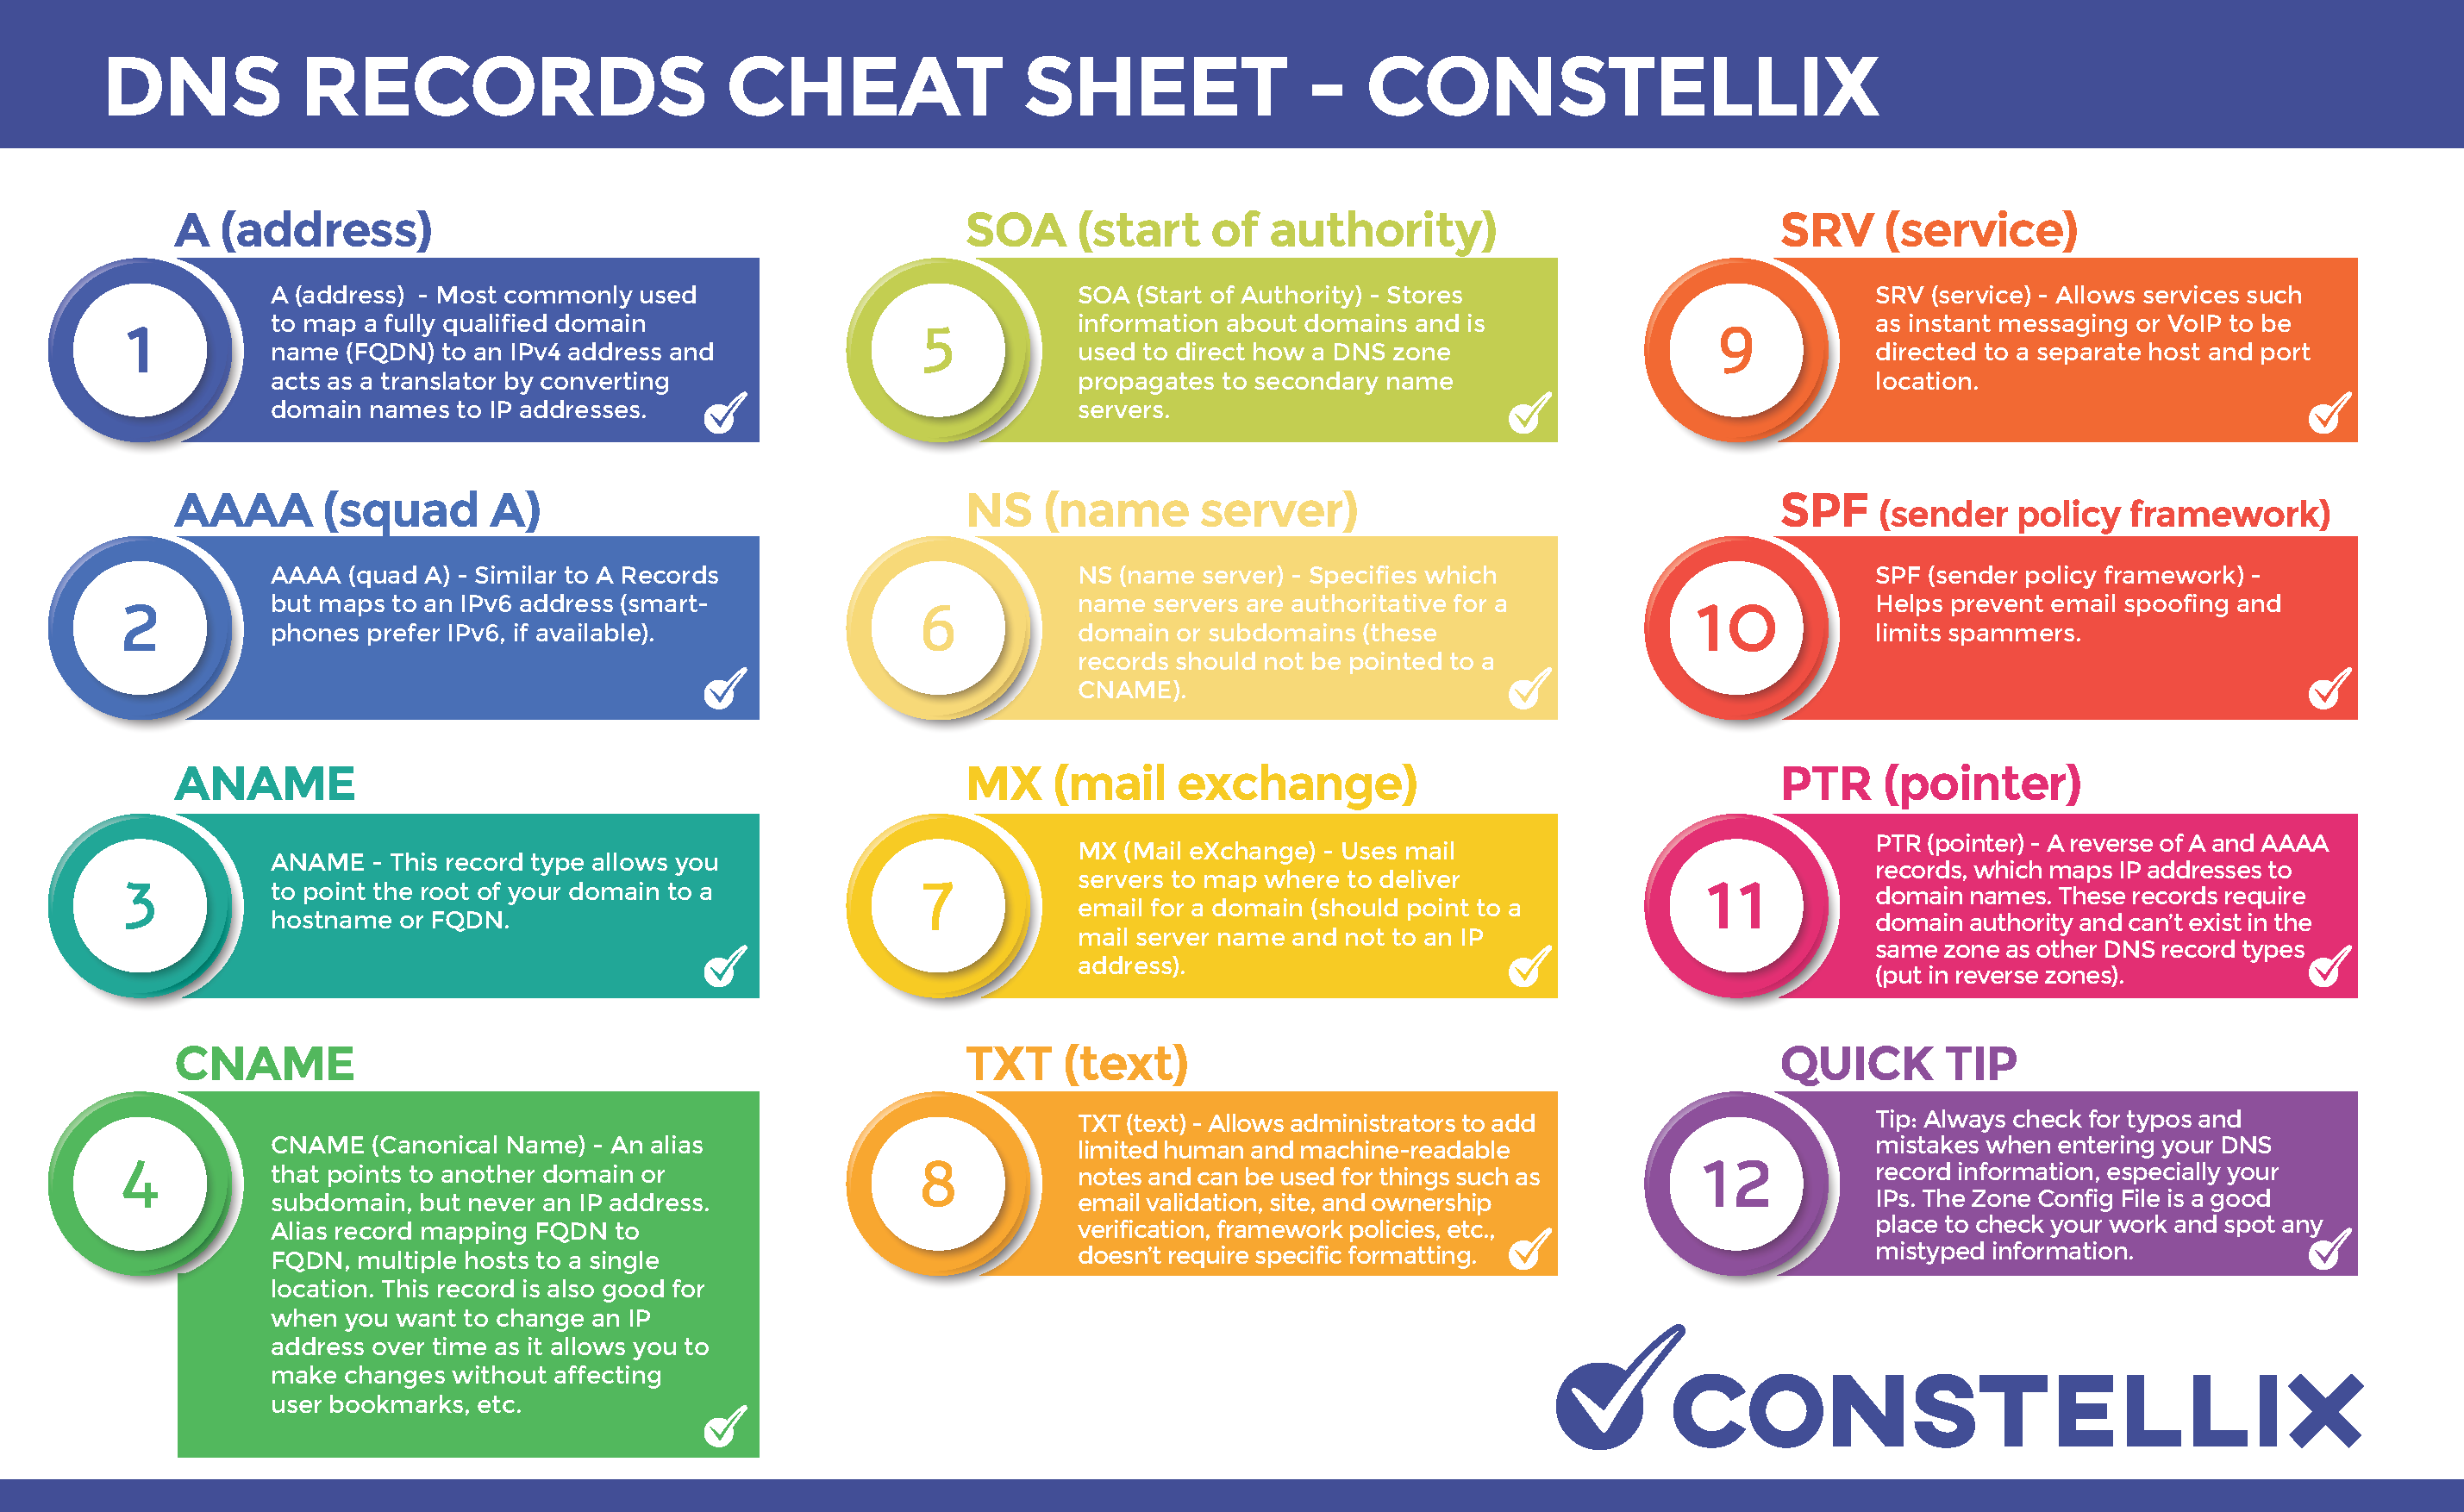 DNS RECORDS CHEAT SHEET - CONSTELLIX
A (address)
1
A (address) - Most commonly used
to map a fully qualified domain
name (FQDN) to an IPv4 address and
acts as a translator by converting
domain names to IP addresses.
AAAA (squad A)
2
AAAA (quad A) - Similar to A Records
but maps to an IPv6 address (smart-
phones prefer IPv6, if available).
ANAME
3
ANAME - This record type allows you
to point the root of your domain to a
hostname or FQDN.
CNAME
4
CNAME (Canonical Name) - An alias
that points to another domain or
subdomain, but never an IP address.
Alias record mapping FQDN to
FQDN, multiple hosts to a single
location. This record is also good for
when you want to change an IP
address over time as it allows you to
make changes without affecting
user bookmarks, etc.
SOA (start of authority)
5
SOA (Start of Authority) - Stores
information about domains and is
used to direct how a DNS zone
propagates to secondary name
servers.
NS (name server)
6
NS (name server) - Specifies which
name servers are authoritative for a
domain or subdomains (these
records should not be pointed to a
CNAME).
MX (mail exchange)
7
MX (Mail eXchange) - Uses mail
servers to map where to deliver
email for a domain (should point to a
mail server name and not to an IP
address).
TXT (text)
8
TXT (text) - Allows administrators to add
limited human and machine-readable
notes and can be used for things such as
email validation, site, and ownership
verification, framework policies, etc.,
doesn't require specific formatting.
SRV (service)
9
SRV (service) - Allows services such
as instant messaging or VoIP to be
directed to a separate host and port
location.
SPF (sender policy framework)
10
SPF (sender policy framework) -
Helps prevent email spoofing and
limits spammers.
PTR (pointer)
11
PTR (pointer) - A reverse of A and AAAA
records, which maps IP addresses to
domain names. These records require
domain authority and can't exist in the
same zone as other DNS record types
(put in reverse zones).
QUICK TIP
12
Tip: Always check for typos and
mistakes when entering your DNS
record information, especially your
IPs. The Zone Config File is a good
place to check your work and spot any
mistyped information.
CONSTELLIX